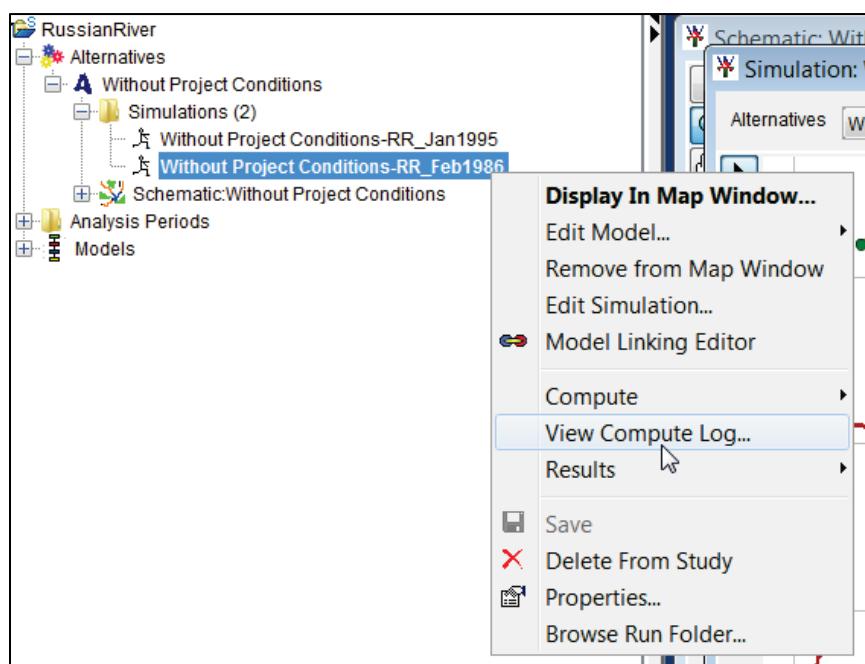 RussianRiver
Alternatives
Without Project Conditions
Simulations (2)
Without Project Conditions-RR_Jan1995
Without Project Conditions-RR_Feb1986
Schematic:Without Project Conditions
Analysis Periods
Models
Schematic: Wit
Simulation:
Alternatives W
Display In Map Window...
Edit Model...
Remove from Map Window
Edit Simulation...
Model Linking Editor
Compute
View Compute Log...
Results
Save
Delete From Study
Properties...
Browse Run Folder...